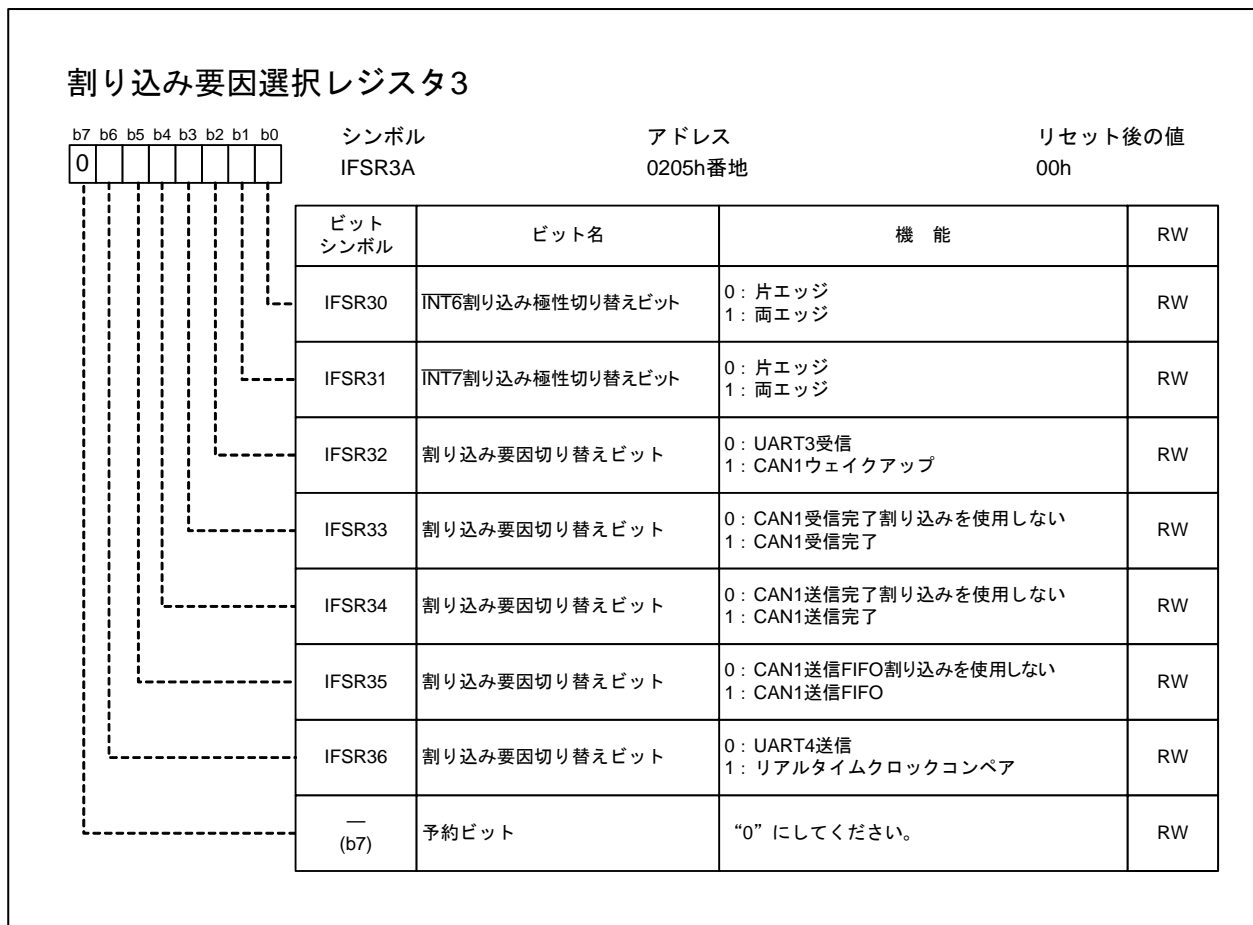 割り込み要因選択レジスタ3
b7 b6 b5 b4 b3 b2 b1 b0
シンボル アドレス リセット後の値
0
IFSR3A 0205h番地 00h
ビット
シンボル
ビット名
機 能
RW
IFSR30
INT6割り込み極性切り替えビット
0:片エッジ
1:両エッジ
RW
IFSR31
INT7割り込み極性切り替えビット
0:片エッジ
1:両エッジ
RW
IFSR32
割り込み要因切り替えビット
0:UART3受信
1:CAN1ウェイクアップ
RW
IFSR33
割り込み要因切り替えビット
0:CAN1受信完了割り込みを使用しない
1:CAN1受信完了
RW
IFSR34
割り込み要因切り替えビット
0:CAN1送信完了割り込みを使用しない
1:CAN1送信完了
RW
IFSR35
割り込み要因切り替えビット
0:CAN1送信FIFO割り込みを使用しない
1:CAN1送信FIFO
RW
IFSR36
割り込み要因切り替えビット
0:UART4送信
1:リアルタイムクロックコンペア
RW
—
(b7)
予約ビット
“0”にしてください。
RW